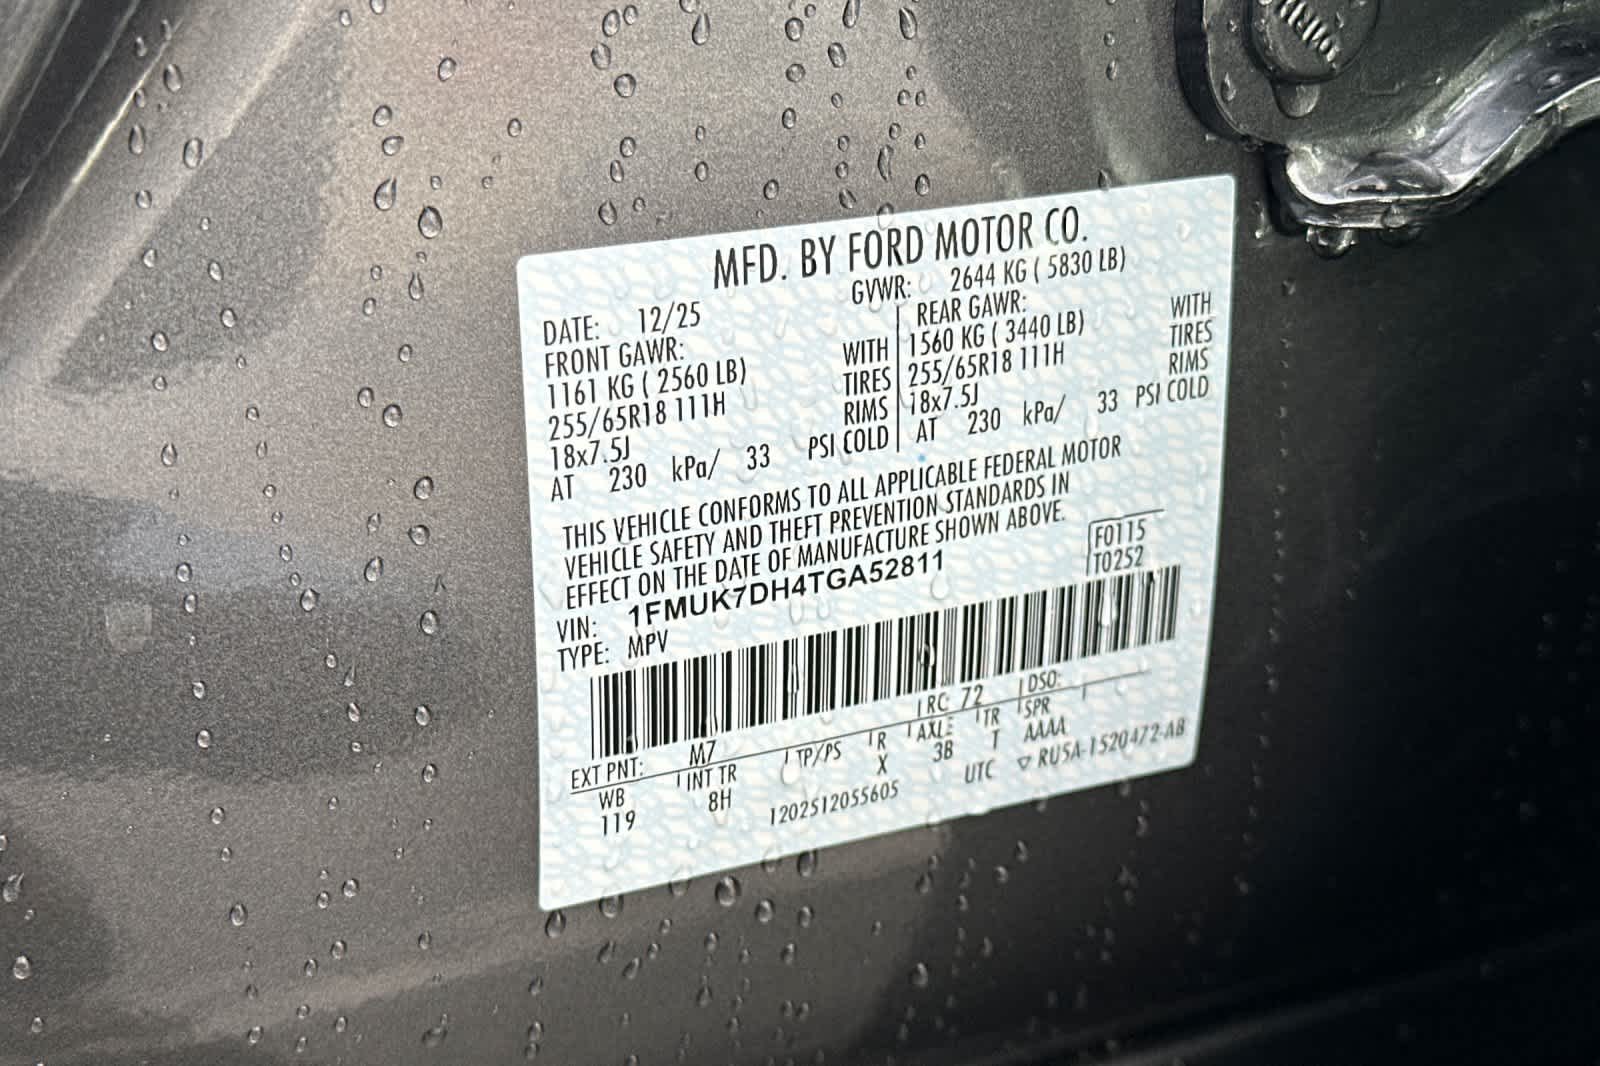 MFD. BY FORD MOTOR CO.
DATE: 12/25 GVWR: 2644 KG ( 5830 LB)
FRONT GAWR: REAR GAWR:
1161 KG ( 2560 LB) WITH 1560 KG ( 3440 LB) WITH
255/65R18 111H TIRES 255/65R18 111H TIRES
18x7.5J RIMS 18x7.5J RIMS
AT 230 kPa/ 33 PSI COLD AT 230 kPa/ 33 PSI COLD
THIS VEHICLE CONFORMS TO ALL APPLICABLE FEDERAL MOTOR
VEHICLE SAFETY AND THEFT PREVENTION STANDARDS IN
EFFECT ON THE DATE OF MANUFACTURE SHOWN ABOVE.
F0115
VIN: 1FMUK7DH4TGA52811 T0252
TYPE: MPV
EXT PNT: M7 RC: 72 DSO:
WB INT TR TP/PS R AXLE TR SPR
119 8H X 3B T AAAA
1202512055605 UTC ▽ RU5A-1520472-AB